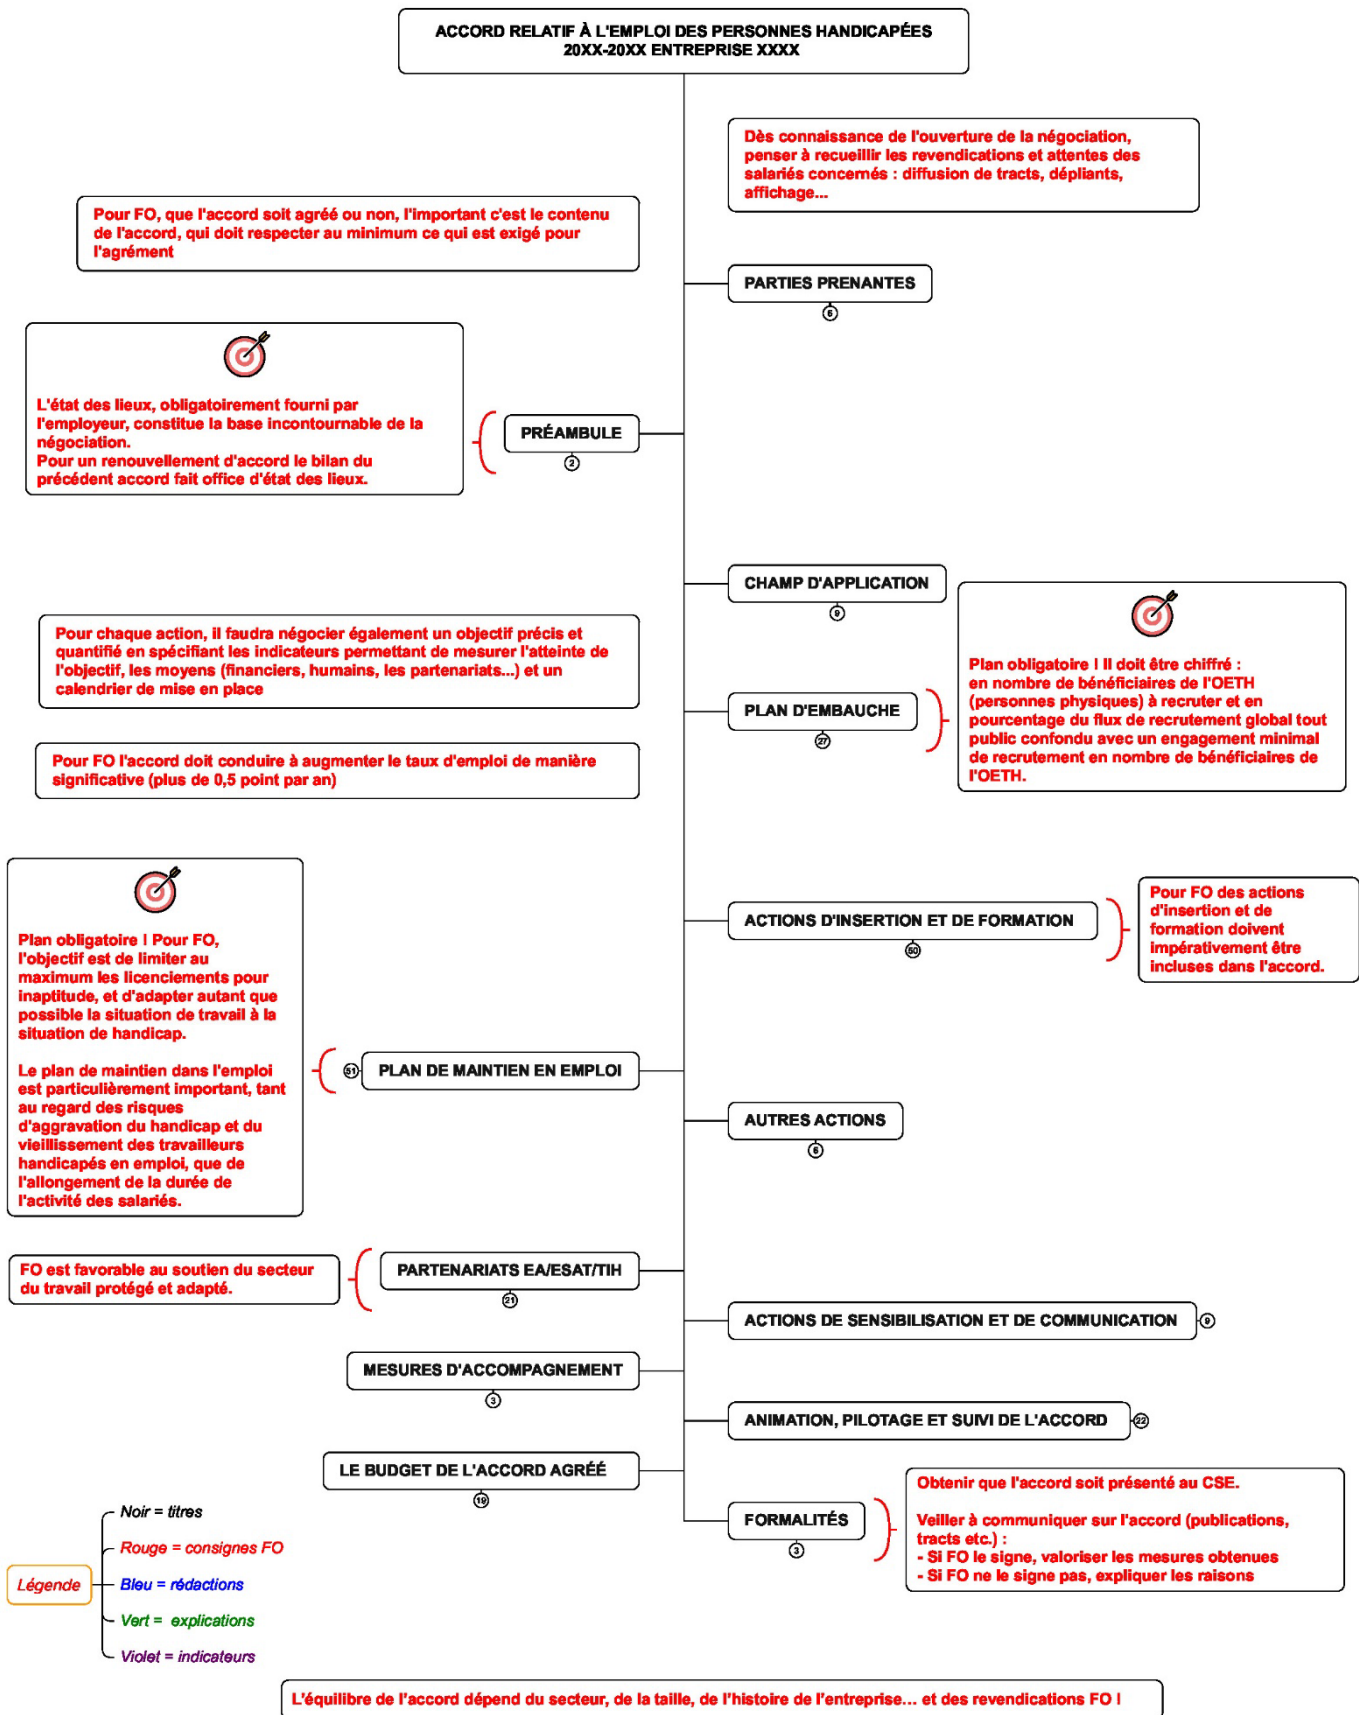 ACCORD RELATIF À L'EMPLOI DES PERSONNES HANDICAPÉES
20XX-20XX ENTREPRISE XXXX
Dès connaissance de l'ouverture de la négociation,
penser à recueillir les revendications et attentes des
salariés concernés : diffusion de tracts, dépliants,
affichage...
Pour FO, que l'accord soit agréé ou non, l'important c'est le contenu
de l'accord, qui doit respecter au minimum ce qui est exigé pour
l'agrément
PARTIES PRENANTES
5
L'état des lieux, obligatoirement fourni par
l'employeur, constitue la base incontournable de la
négociation.
Pour un renouvellement d'accord le bilan du
précédent accord fait office d'état des lieux.
PRÉAMBULE
2
CHAMP D'APPLICATION
9
Pour chaque action, il faudra négocier également un objectif précis et
quantifié en spécifiant les indicateurs permettant de mesurer l'atteinte de
l'objectif, les moyens (financiers, humains, les partenariats...) et un
calendrier de mise en place
Plan obligatoire ! Il doit être chiffré :
en nombre de bénéficiaires de l'OETH
(personnes physiques) à recruter et en
pourcentage du flux de recrutement global tout
public confondu avec un engagement minimal
de recrutement en nombre de bénéficiaires de
l'OETH.
PLAN D'EMBAUCHE
27
Pour FO l'accord doit conduire à augmenter le taux d'emploi de manière
significative (plus de 0,5 point par an)
Plan obligatoire ! Pour FO,
l'objectif est de limiter au
maximum les licenciements pour
inaptitude, et d'adapter autant que
possible la situation de travail à la
situation de handicap.
Le plan de maintien dans l'emploi
est particulièrement important, tant
au regard des risques
d'aggravation du handicap et du
vieillissement des travailleurs
handicapés en emploi, que de
l'allongement de la durée de
l'activité des salariés.
ACTIONS D'INSERTION ET DE FORMATION
50
Pour FO des actions
d'insertion et de
formation doivent
impérativement être
incluses dans l'accord.
51
PLAN DE MAINTIEN EN EMPLOI
AUTRES ACTIONS
6
FO est favorable au soutien du secteur
du travail protégé et adapté.
PARTENARIATS EA/ESAT/TIH
21
ACTIONS DE SENSIBILISATION ET DE COMMUNICATION
9
MESURES D'ACCOMPAGNEMENT
3
ANIMATION, PILOTAGE ET SUIVI DE L'ACCORD
22
LE BUDGET DE L'ACCORD AGRÉÉ
19
FORMALITÉS
3
Obtenir que l'accord soit présenté au CSE.
Veiller à communiquer sur l'accord (publications,
tracts etc.) :
- Si FO le signe, valoriser les mesures obtenues
- Si FO ne le signe pas, expliquer les raisons
Légende
Noir = titres
Rouge = consignes FO
Bleu = rédactions
Vert = explications
Violet = indicateurs
L'équilibre de l'accord dépend du secteur, de la taille, de l'histoire de l'entreprise... et des revendications FO !